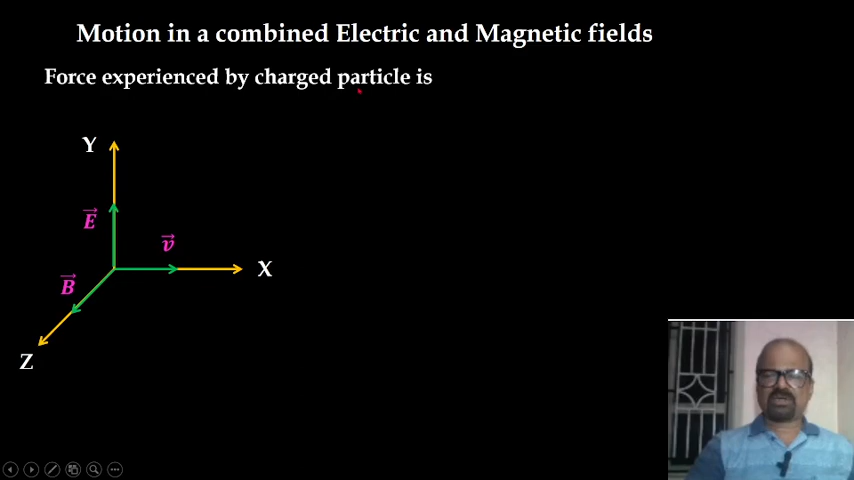 Motion in a combined Electric and Magnetic fields
Force experienced by charged particle is
Y
E⃗
v⃗
X
B⃗
Z